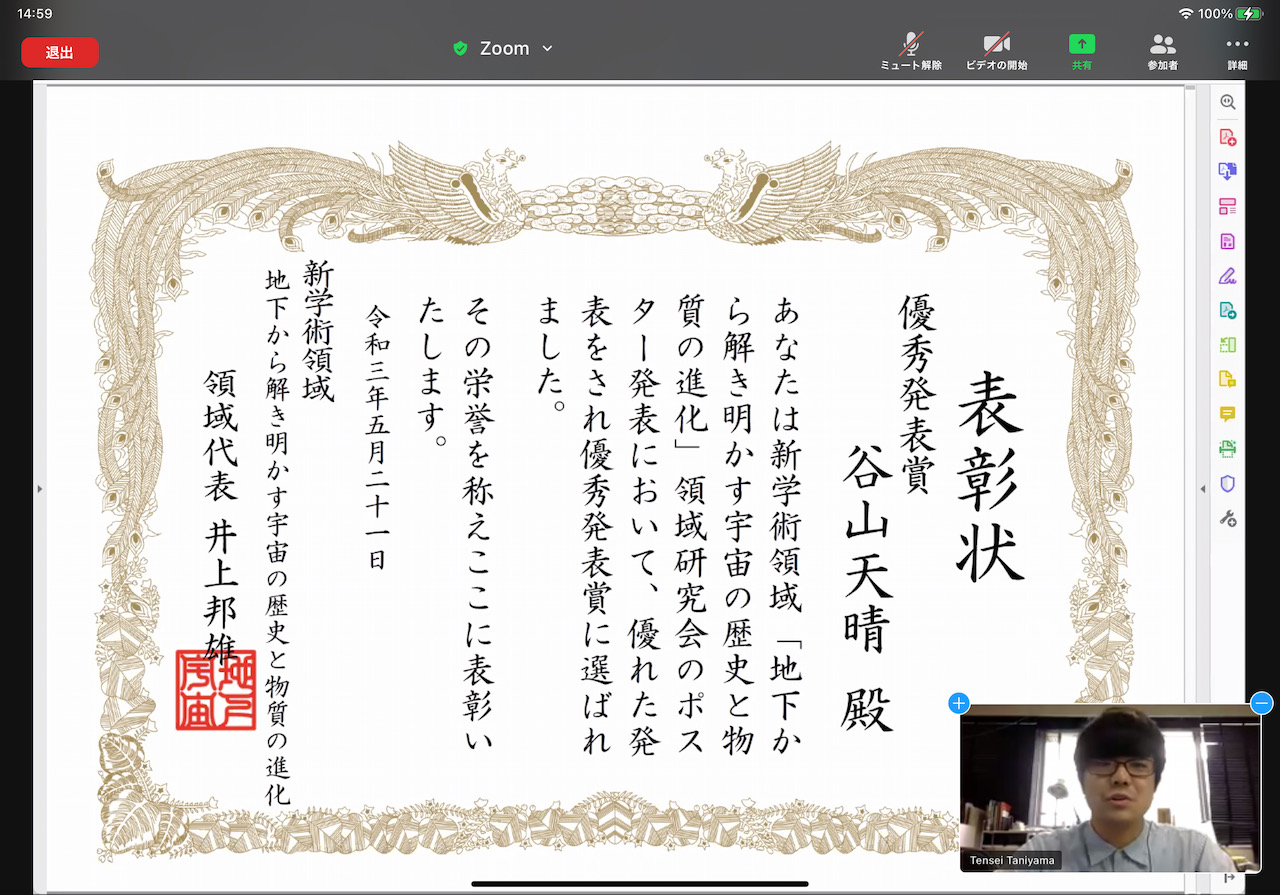 14:59
100%
退出
Zoom
ミュート解除
ビデオの開始
共有
参加者
詳細
表彰状
優秀発表賞
谷山天晴 殿
あなたは新学術領域「地下か
ら解き明かす宇宙の歴史と物
質の進化」領域研究会のポス
ター発表において、優れた発
表をされ優秀発表賞に選ばれ
ました。
その栄誉を称えここに表彰い
たします。
令和三年五月二十一日
新学術領域
地下から解き明かす宇宙の歴史と物質の進化
領域代表 井上邦雄
Tensei Taniyama